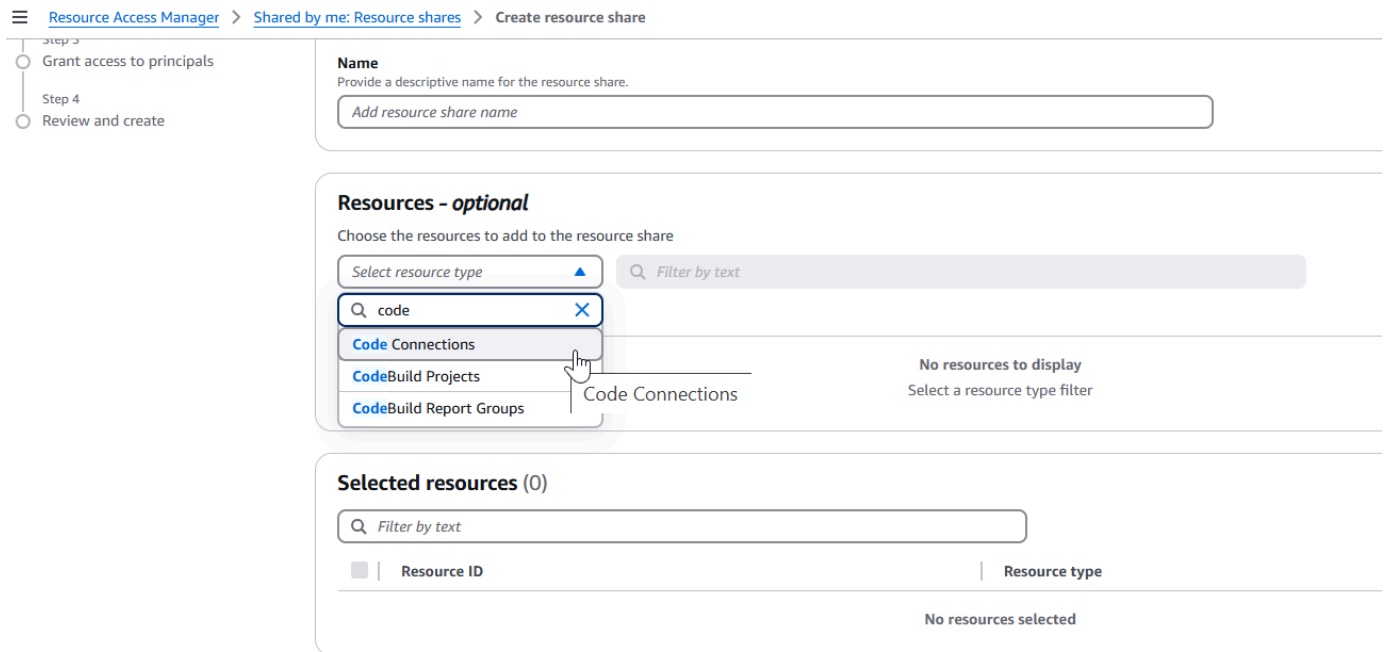 Resource Access Manager > Shared by me: Resource shares > Create resource share
Step 3
Grant access to principals
Step 4
Review and create
Name
Provide a descriptive name for the resource share.
Add resource share name
Resources - optional
Choose the resources to add to the resource share
Select resource type
Filter by text
code
Code Connections
CodeBuild Projects
CodeBuild Report Groups
Code Connections
No resources to display
Select a resource type filter
Selected resources (0)
Filter by text
Resource ID
Resource type
No resources selected